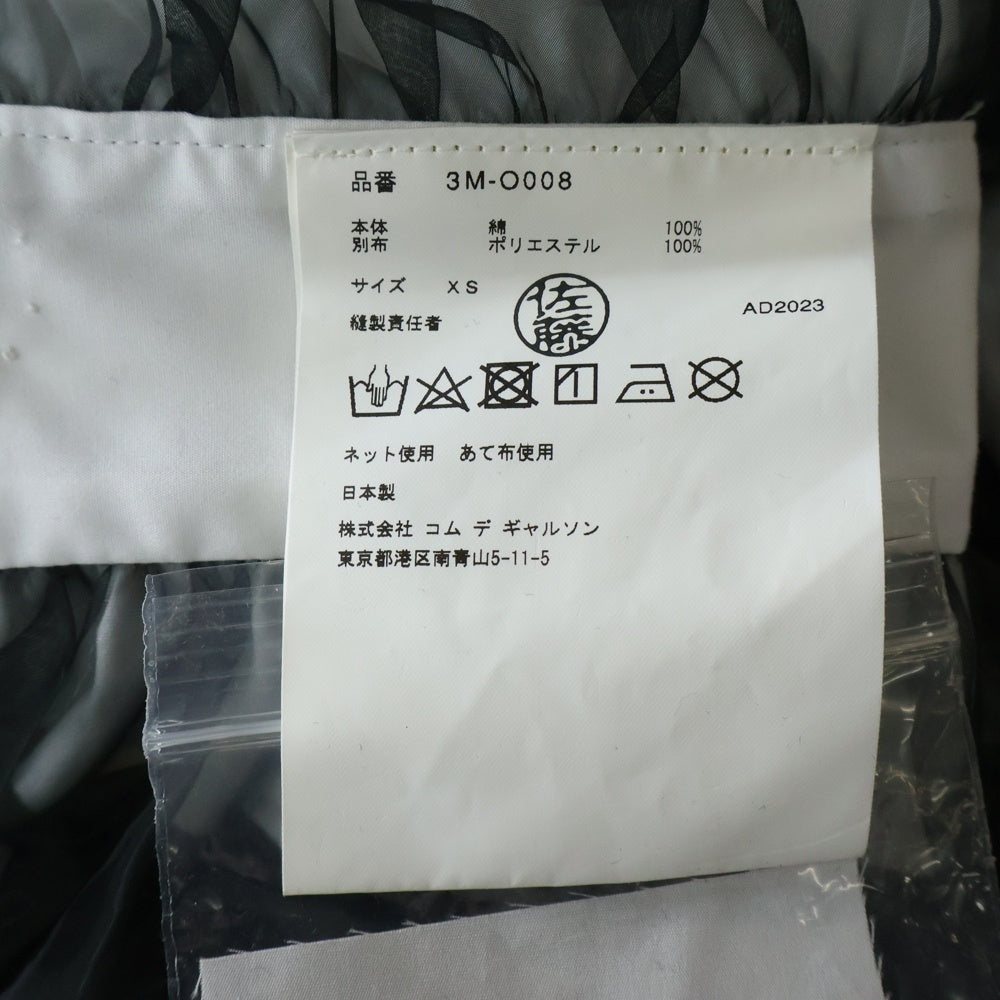 品番 3M-O008
本体 綿 100%
別布 ポリエステル 100%
サイズ XS
AD2023
縫製責任者 佐藤
ネット使用 あて布使用
日本製
株式会社 コム デ ギャルソン
東京都港区南青山5-11-5